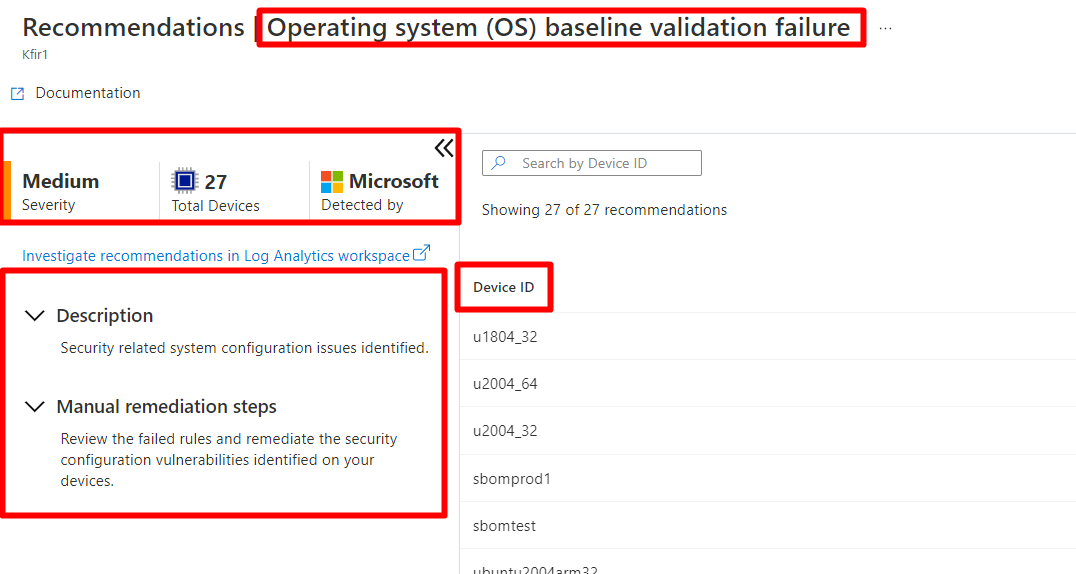 Recommendations | Operating system (OS) baseline validation failure ...
Kfir1
Documentation
Medium
Severity
27
Total Devices
Microsoft
Detected by
Investigate recommendations in Log Analytics workspace
Description
Security related system configuration issues identified.
Manual remediation steps
Review the failed rules and remediate the security
configuration vulnerabilities identified on your
devices.
Search by Device ID
Showing 27 of 27 recommendations
Device ID
u1804_32
u2004_64
u2004_32
sbomprod1
sbomtest
ubuntu2004arm32